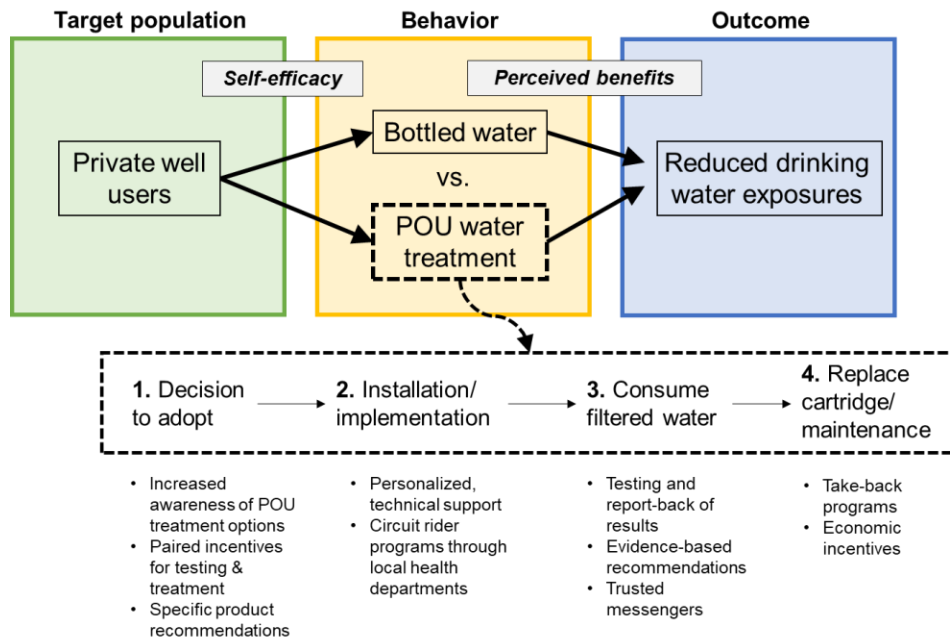 Target population
Behavior
Outcome
Self-efficacy
Perceived benefits
Private well
users
Bottled water
vs.
POU water
treatment
Reduced drinking
water exposures
1. Decision
to adopt
2. Installation/
implementation
3. Consume
filtered water
4. Replace
cartridge/
maintenance
• Increased
awareness of POU
treatment options
• Paired incentives
for testing &
treatment
• Specific product
recommendations
• Personalized,
technical support
• Circuit rider
programs through
local health
departments
• Testing and
report-back of
results
• Evidence-based
recommendations
• Trusted
messengers
• Take-back
programs
• Economic
incentives